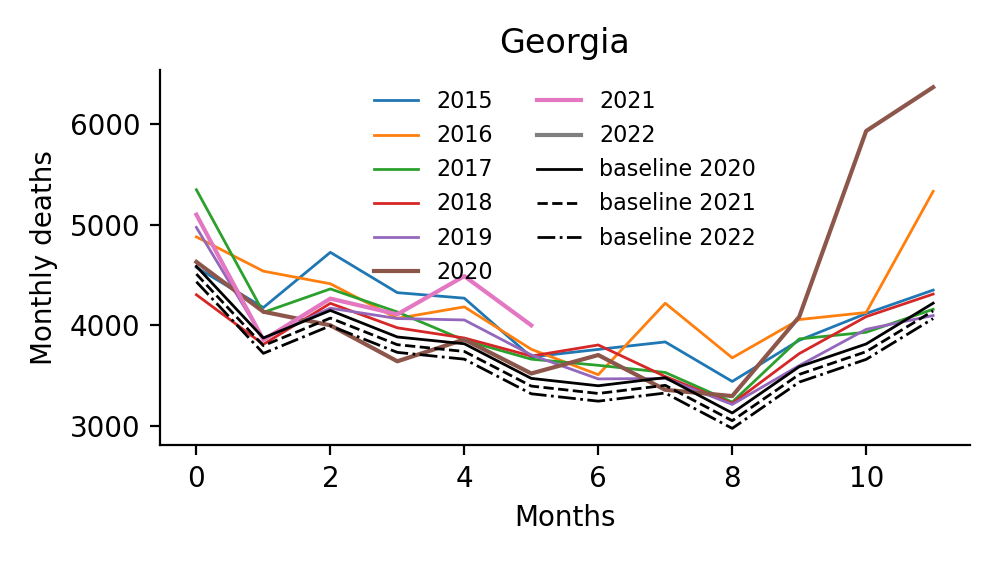 Georgia
Monthly deaths
6000
5000
4000
3000
2015
2016
2017
2018
2019
2020
2021
2022
baseline 2020
baseline 2021
baseline 2022
0 2 4 6 8 10
Months